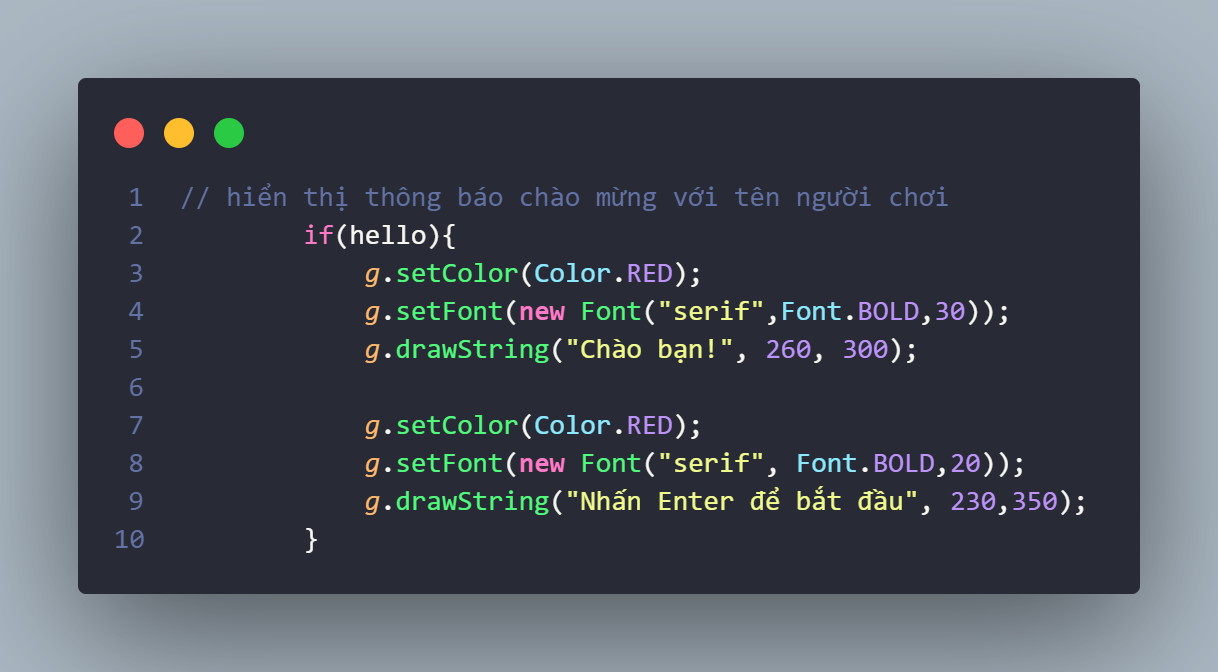 1 // hiển thị thông báo chào mừng với tên người chơi
2 if(hello){
3 g.setColor(Color.RED);
4 g.setFont(new Font("serif",Font.BOLD,30));
5 g.drawString("Chào bạn!", 260, 300);
6
7 g.setColor(Color.RED);
8 g.setFont(new Font("serif", Font.BOLD,20));
9 g.drawString("Nhấn Enter để bắt đầu", 230,350);
10 }